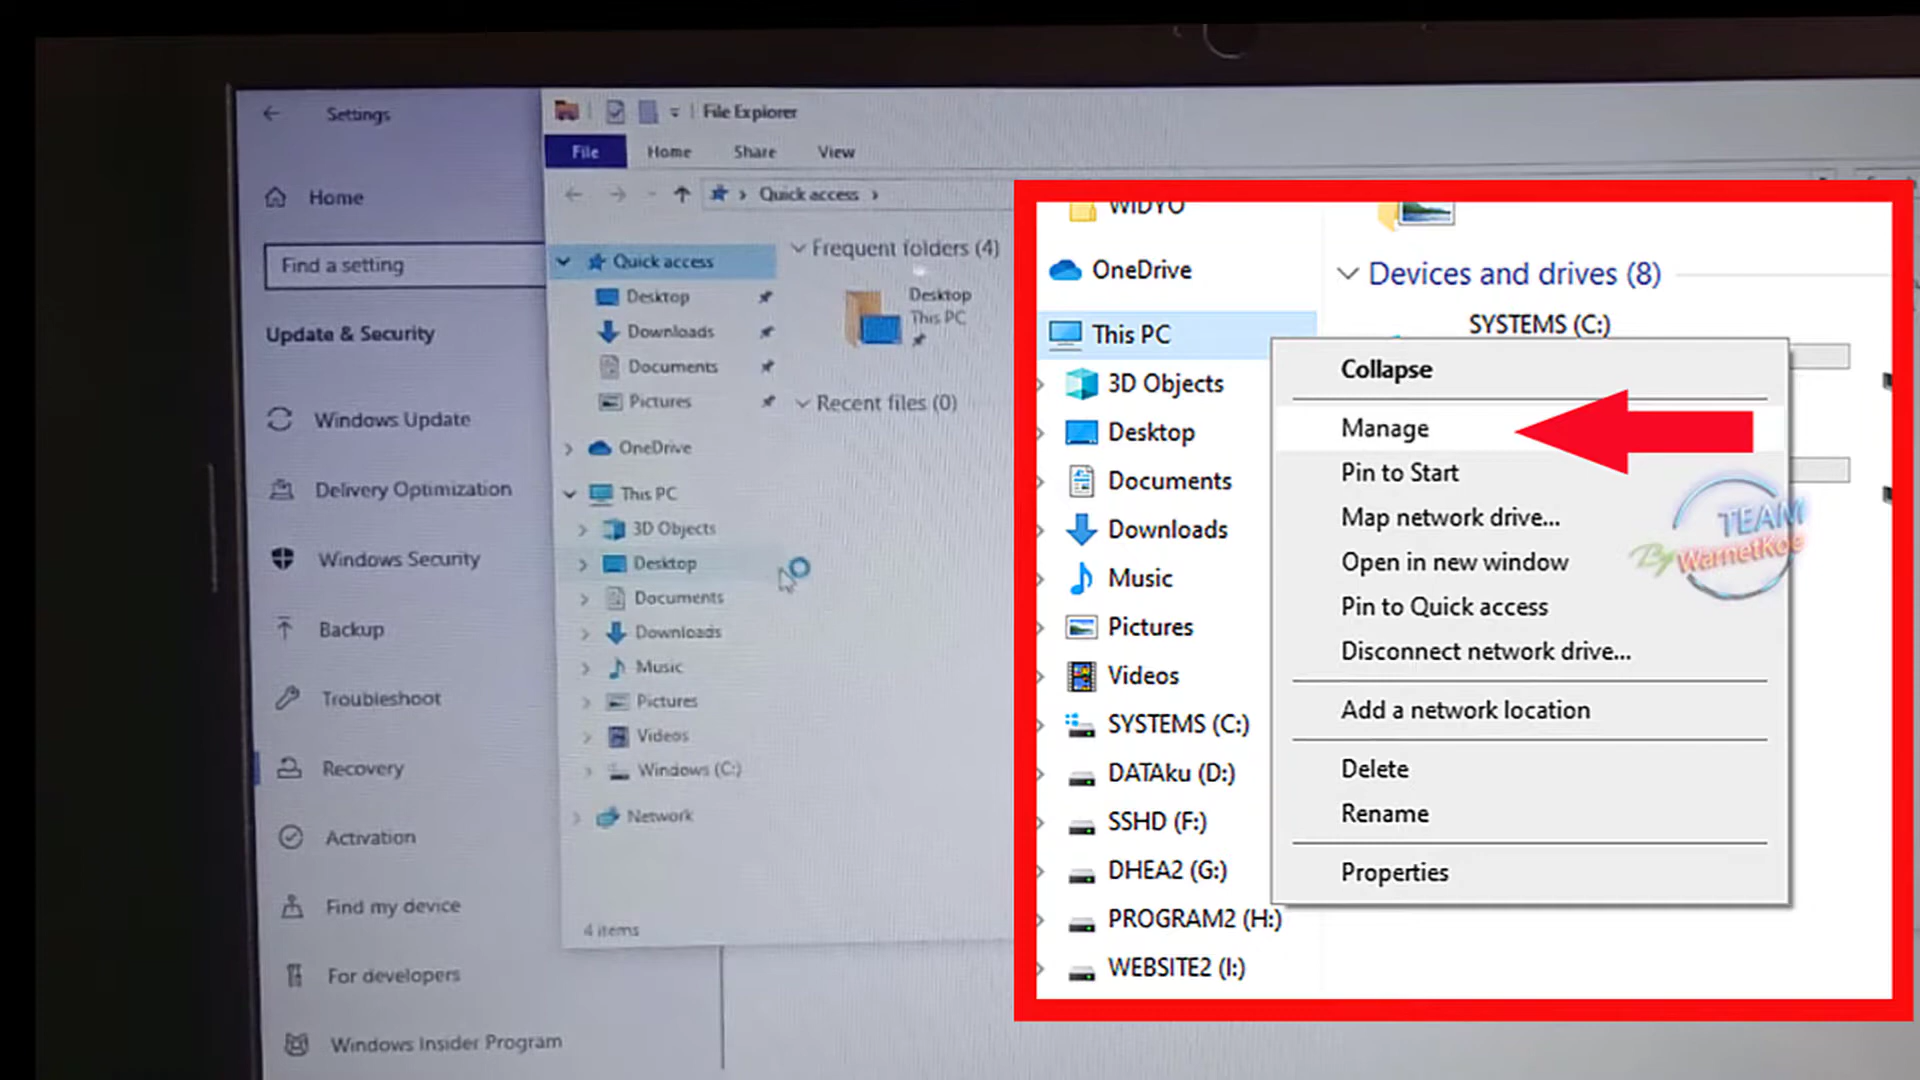 Settings
Home
Find a setting
Update & Security
Windows Update
Delivery Optimization
Windows Security
Backup
Troubleshoot
Recovery
Activation
Find my device
For developers
Windows Insider Program
File Explorer
File Home Share View
Quick access
Quick access
Desktop
Downloads
Documents
Pictures
OneDrive
This PC
3D Objects
Desktop
Documents
Downloads
Music
Pictures
Videos
Windows (C:)
Network
4 items
Frequent folders (4)
Desktop
This PC
Recent files (0)
WIDYO
OneDrive
This PC
3D Objects
Desktop
Documents
Downloads
Music
Pictures
Videos
SYSTEMS (C:)
DATAku (D:)
SSHD (F:)
DHEA2 (G:)
PROGRAM2 (H:)
WEBSITE2 (I:)
Devices and drives (8)
SYSTEMS (C:)
Collapse
Manage
Pin to Start
Map network drive...
Open in new window
Pin to Quick access
Disconnect network drive...
Add a network location
Delete
Rename
Properties
TEAM
By WarnetKoe